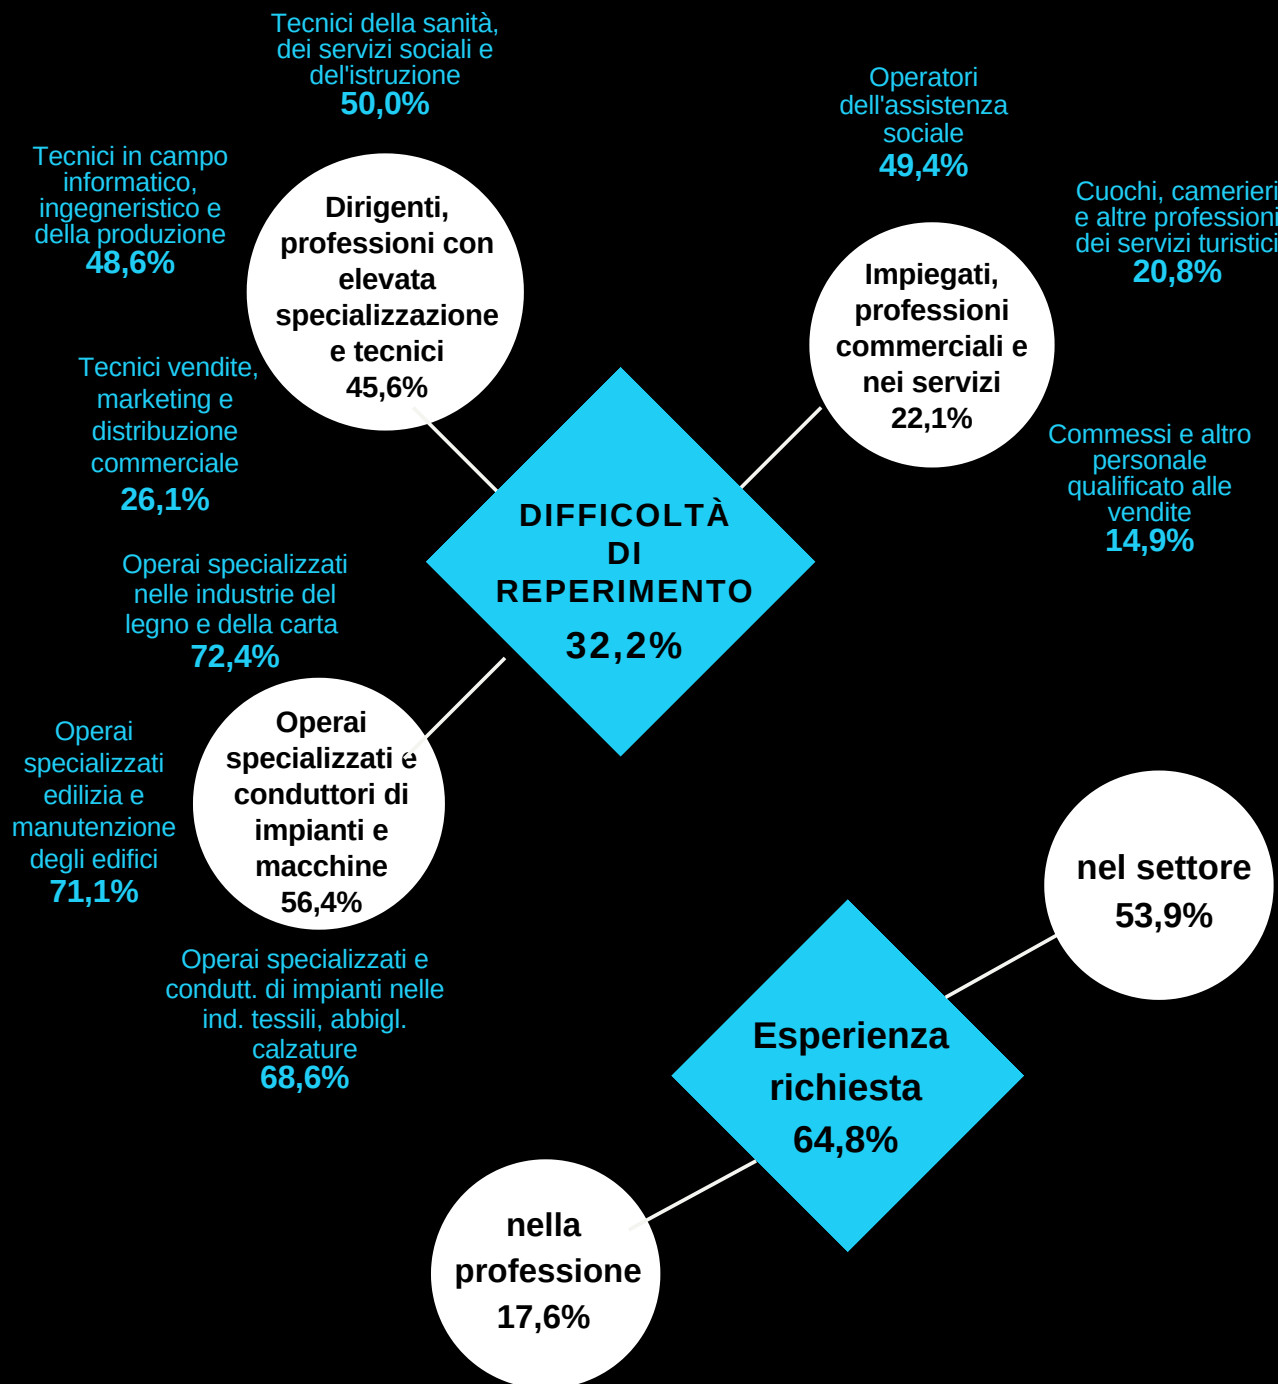 Tecnici della sanità,
dei servizi sociali e
del'istruzione
50,0%
Operatori
dell'assistenza
sociale
49,4%
Tecnici in campo
informatico,
ingegneristico e
della produzione
48,6%
Cuochi, camerieri
e altre professioni
dei servizi turistici
20,8%
Dirigenti,
professioni con
elevata
specializzazione
e tecnici
45,6%
Impiegati,
professioni
commerciali e
nei servizi
22,1%
Tecnici vendite,
marketing e
distribuzione
commerciale
26,1%
Commessi e altro
personale
qualificato alle
vendite
14,9%
DIFFICOLTÀ
DI
REPERIMENTO
32,2%
Operai specializzati
nelle industrie del
legno e della carta
72,4%
Operai
specializzati
edilizia e
manutenzione
degli edifici
71,1%
Operai
specializzati e
conduttori di
impianti e
macchine
56,4%
Operai specializzati e
condutt. di impianti nelle
ind. tessili, abbigl.
calzature
68,6%
nel settore
53,9%
Esperienza
richiesta
64,8%
nella
professione
17,6%